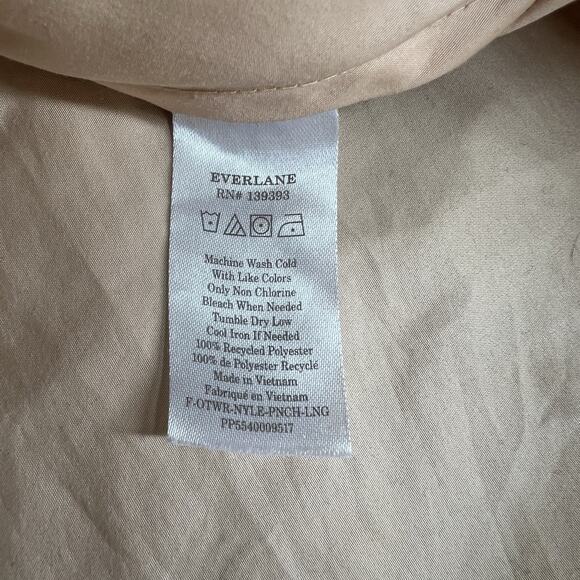 EVERLANE
RN# 139393
Machine Wash Cold
With Like Colors
Only Non Chlorine
Bleach When Needed
Tumble Dry Low
Cool Iron If Needed
100% Recycled Polyester
100% de Polyester Recyclé
Made in Vietnam
Fabriqué en Vietnam
F-OTWR-NYLE-PNCH-LNG
PP5540009517